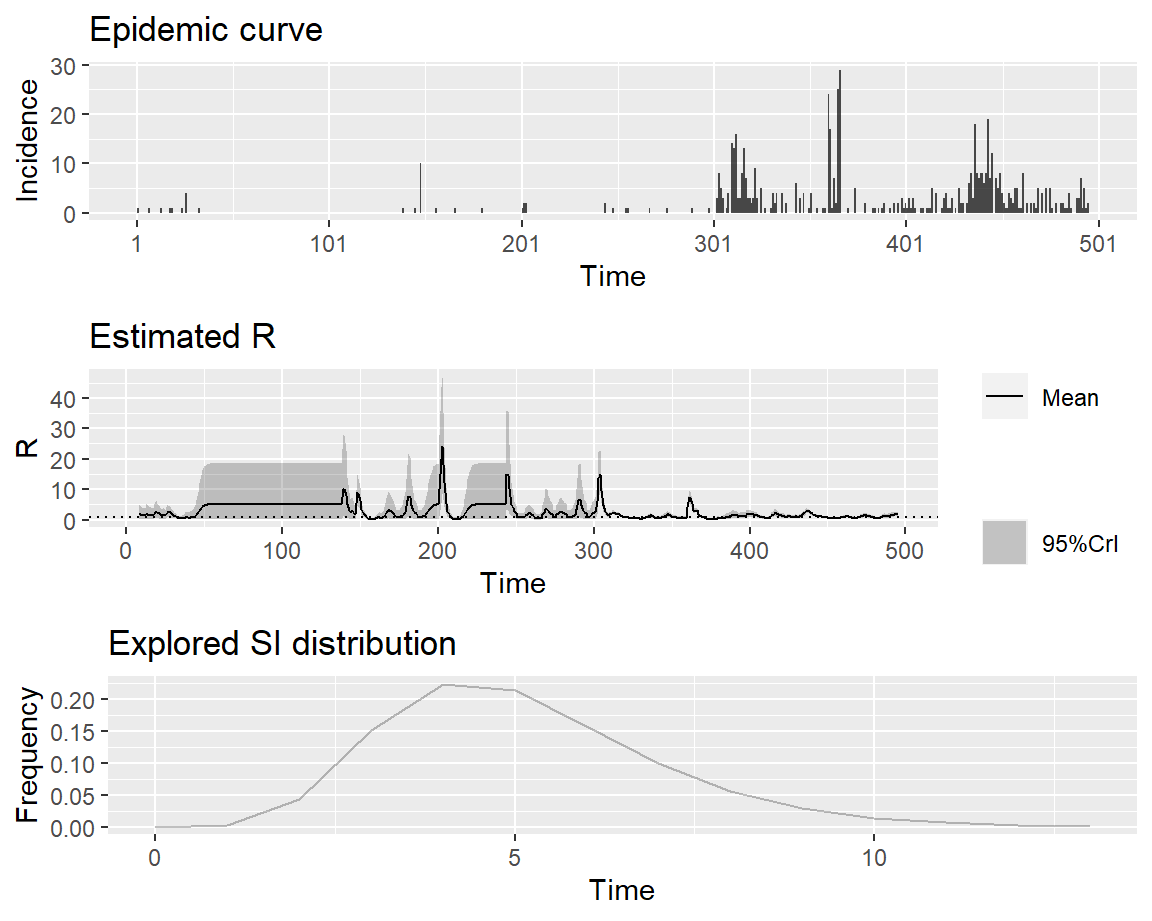 Epidemic curve
30
20
10
0
Incidence
1 101 201 301 401 501
Time
Estimated R
40
30
20
10
0
R
0 100 200 300 400 500
Time
Mean
95%CrI
Explored SI distribution
0.20
0.15
0.10
0.05
0.00
Frequency
0 5 10
Time